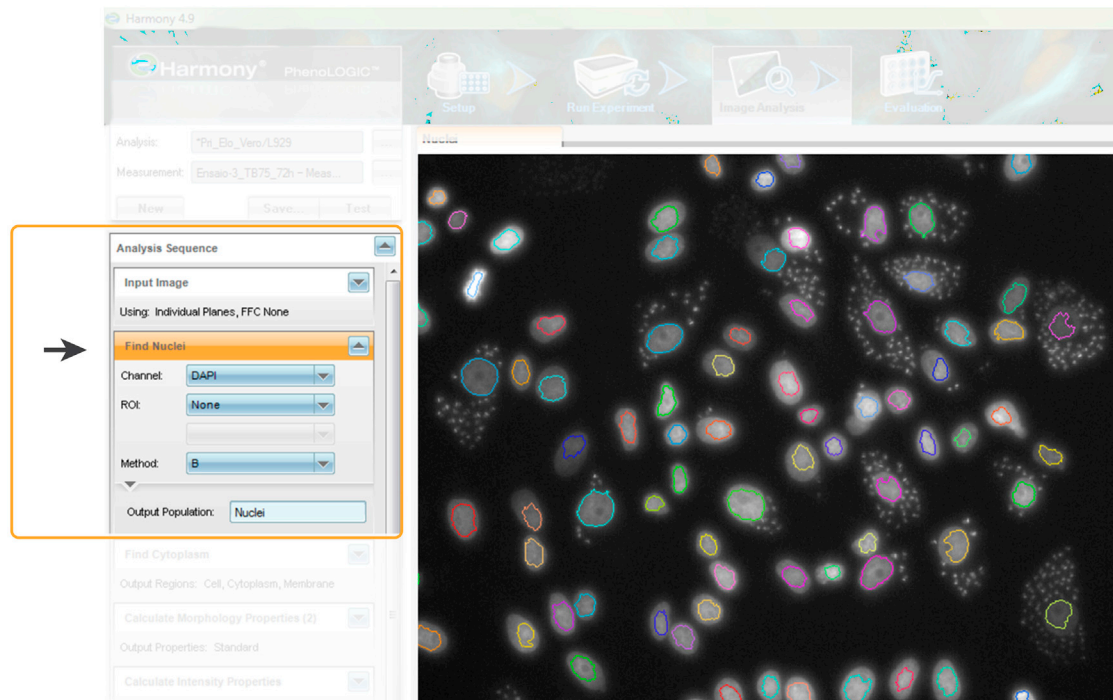 Harmony 4.9
Harmony® PhenoLOGIC™
Setup
Run Experiment
Image Analysis
Evaluation
Analysis:
*Pri_Elo_Vero/L929
Measurement:
Ensaio-3_TB75_72h - Meas...
New
Save...
Test
Nuclei
Analysis Sequence
Input Image
Using: Individual Planes, FFC None
Find Nuclei
Channel: DAPI
ROI: None
Method: B
Output Population: Nuclei
Find Cytoplasm
Output Regions: Cell, Cytoplasm, Membrane
Calculate Morphology Properties (2)
Output Properties: Standard
Calculate Intensity Properties